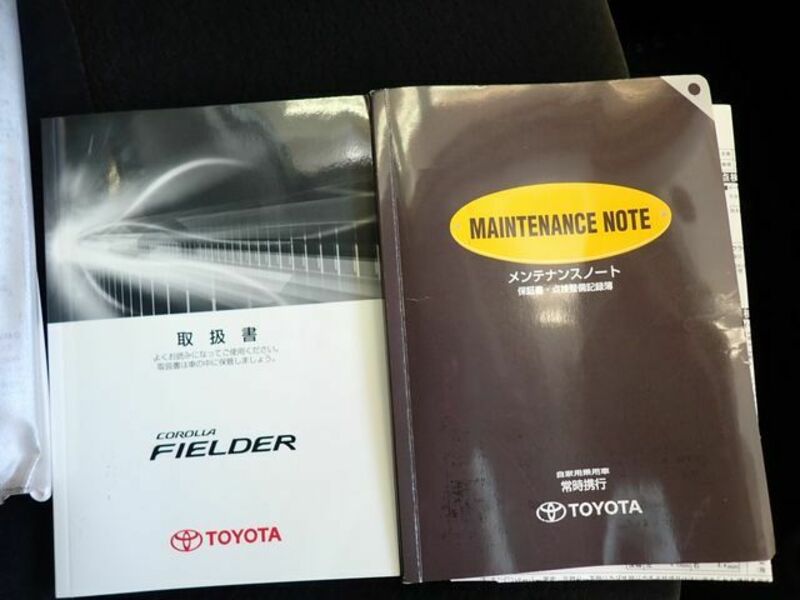 取扱書
よくお読みになってご使用ください。
取扱書は車の中に保管しましょう。
COROLLA
FIELDER
TOYOTA
MAINTENANCE NOTE
メンテナンスノート
保証書・点検整備記録簿
自家用乗用車
常時携行
TOYOTA
点検